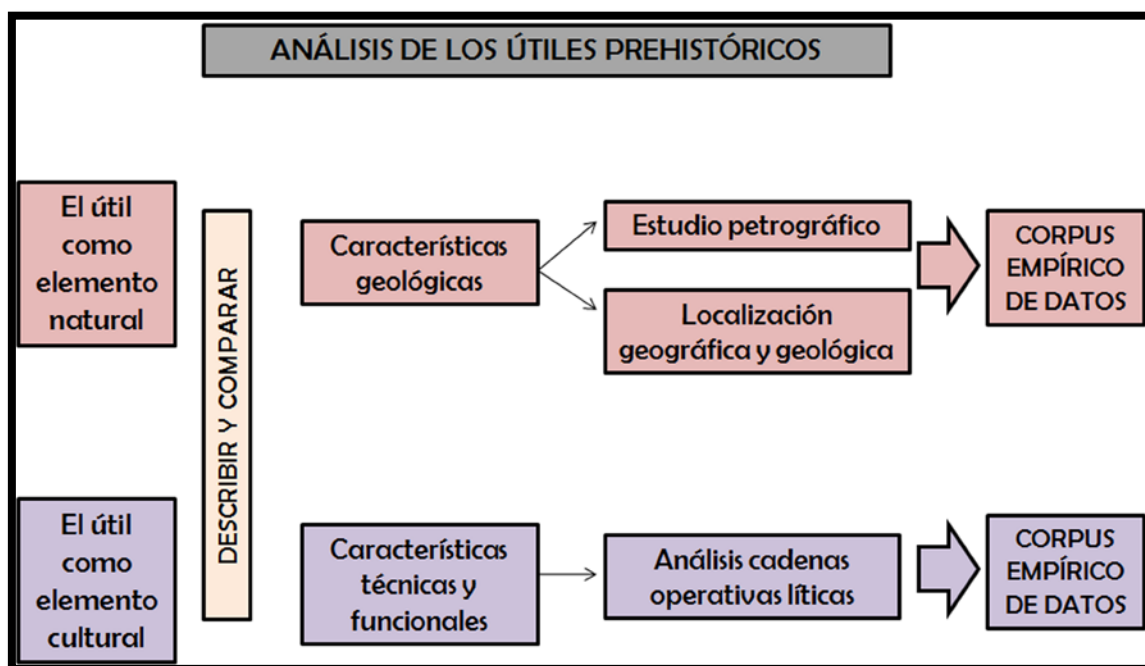 ANÁLISIS DE LOS ÚTILES PREHISTÓRICOS
El útil
como
elemento
natural
DESCRIBIR Y COMPARAR
Características
geológicas
Estudio petrográfico
Localización
geográfica y geológica
CORPUS
EMPÍRICO
DE DATOS
El útil
como
elemento
cultural
Características
técnicas y
funcionales
Análisis cadenas
operativas líticas
CORPUS
EMPÍRICO
DE DATOS